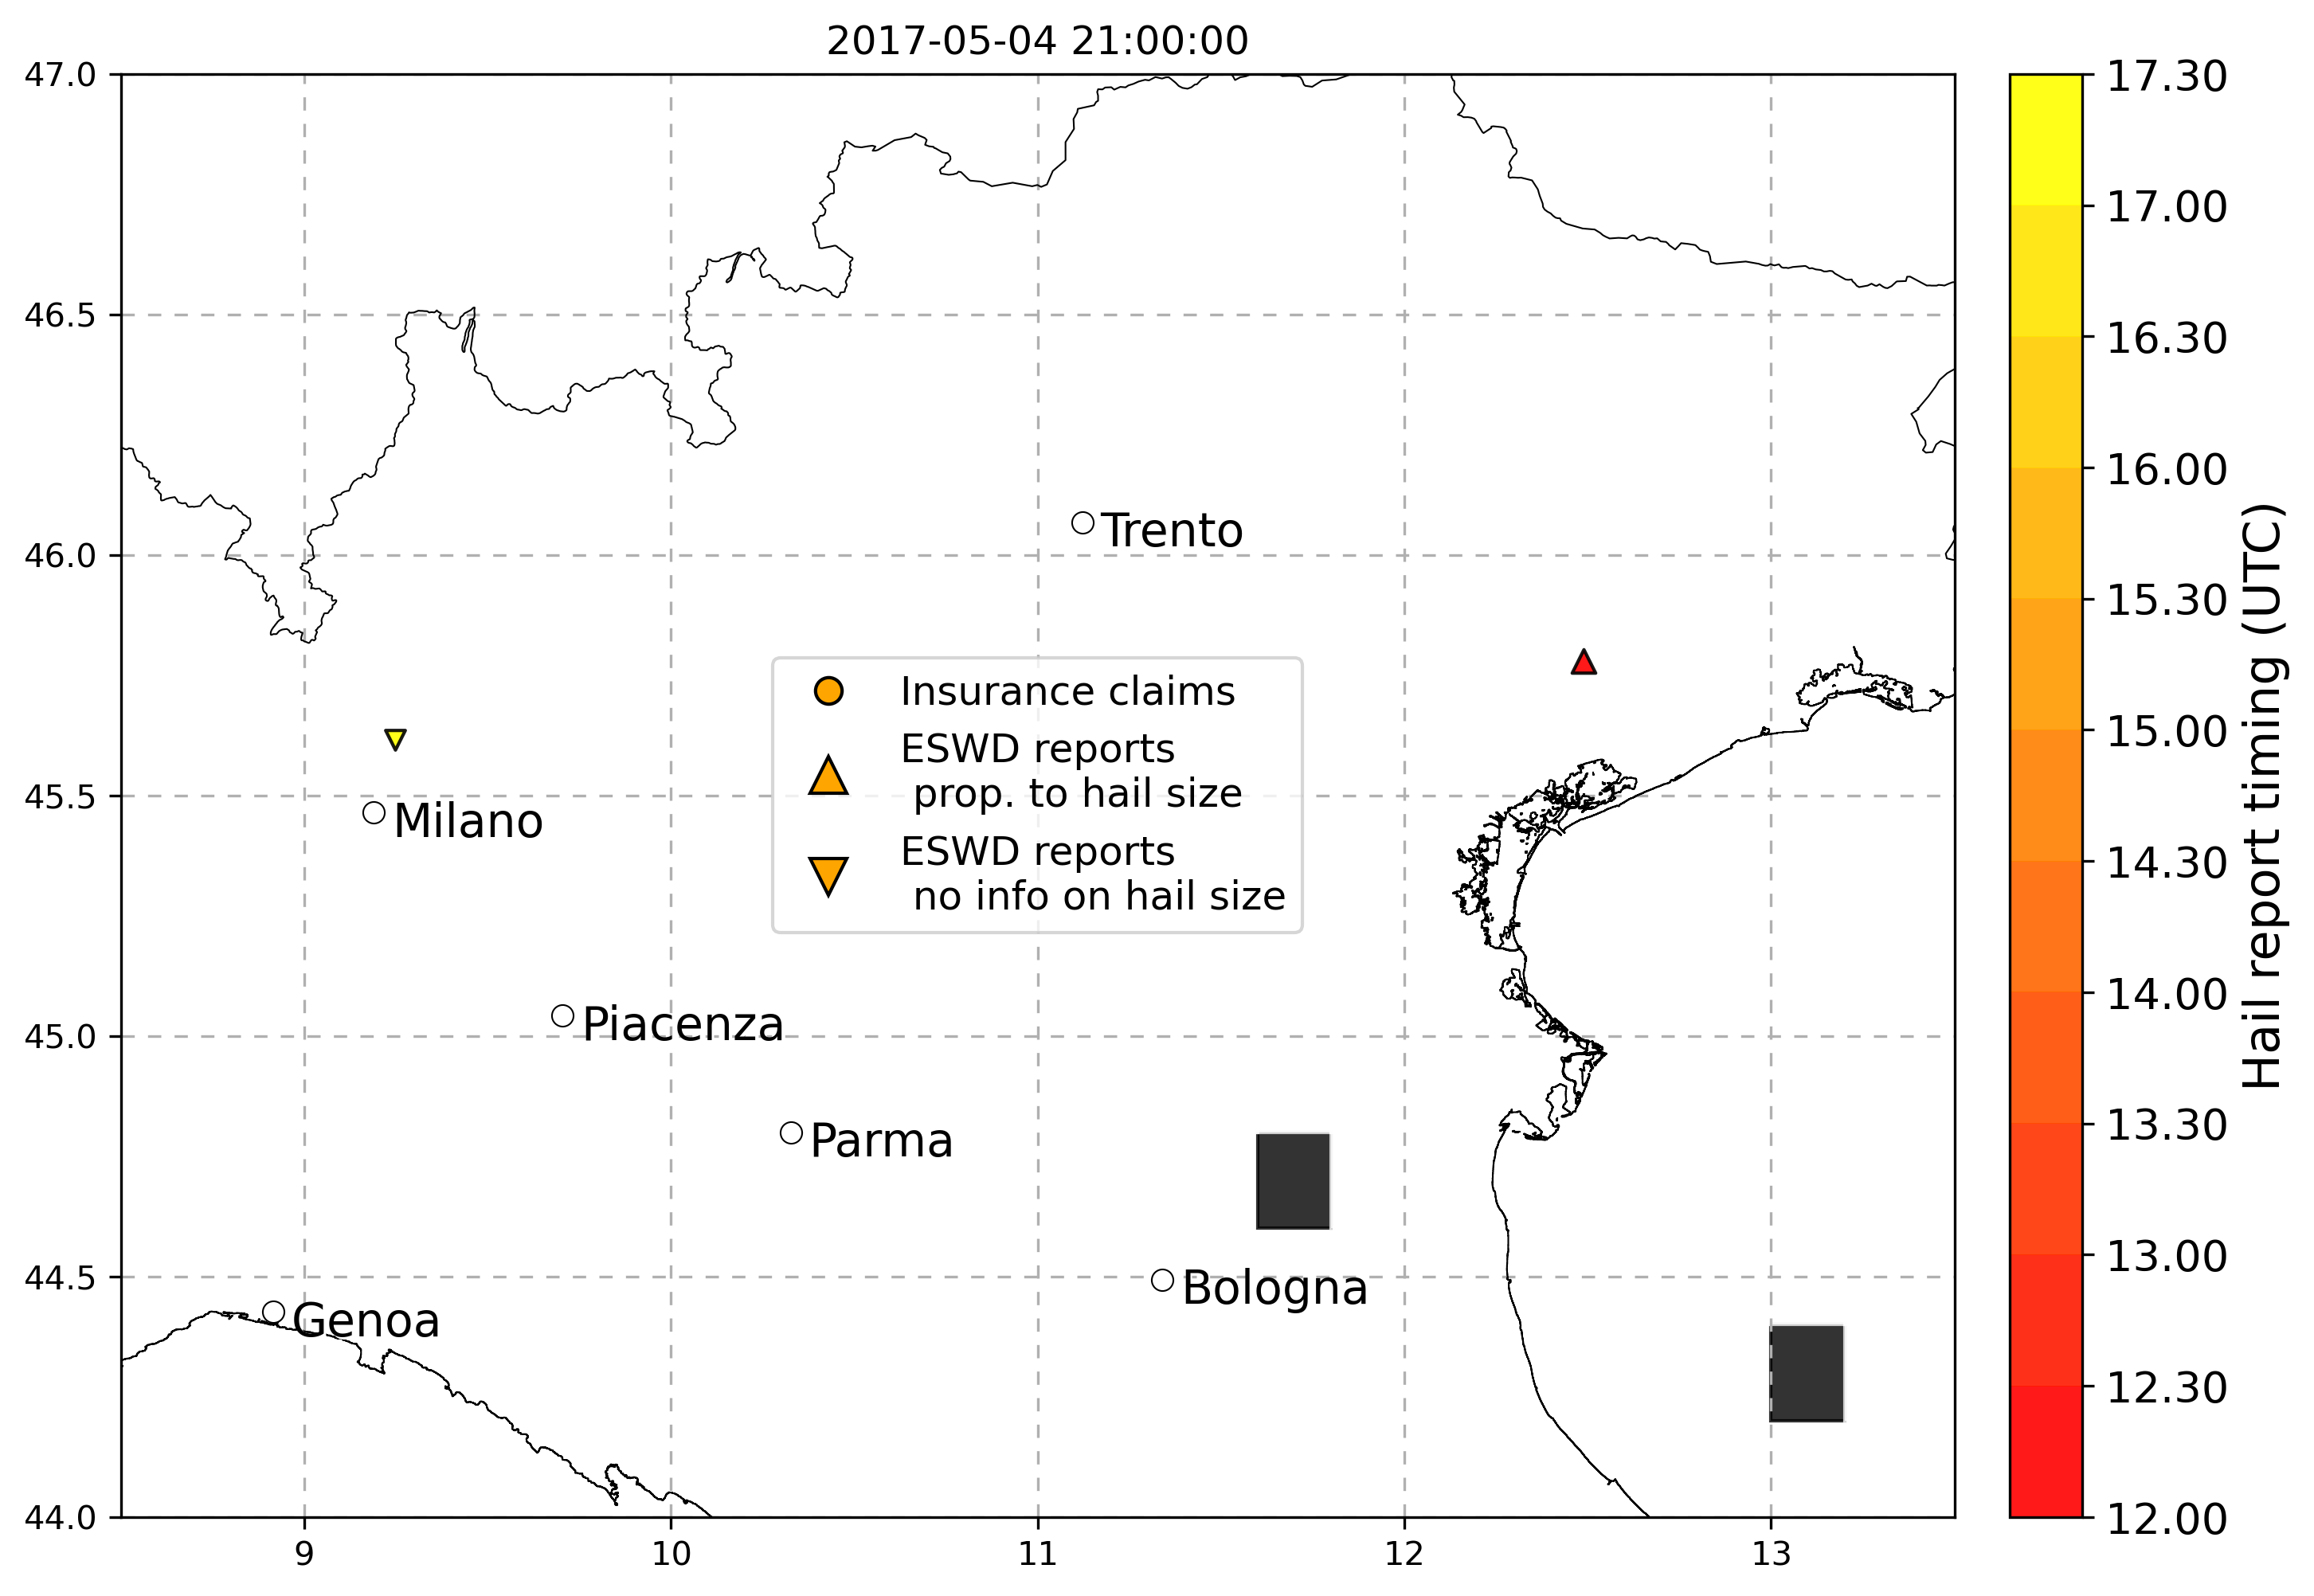 2017-05-04 21:00:00
47.0
46.5
46.0
45.5
45.0
44.5
44.0
9
10
11
12
13
Trento
Milano
Piacenza
Parma
Bologna
Genoa
Insurance claims
ESWD reports
prop. to hail size
ESWD reports
no info on hail size
17.30
17.00
16.30
16.00
15.30
15.00
14.30
14.00
13.30
13.00
12.30
12.00
Hail report timing (UTC)